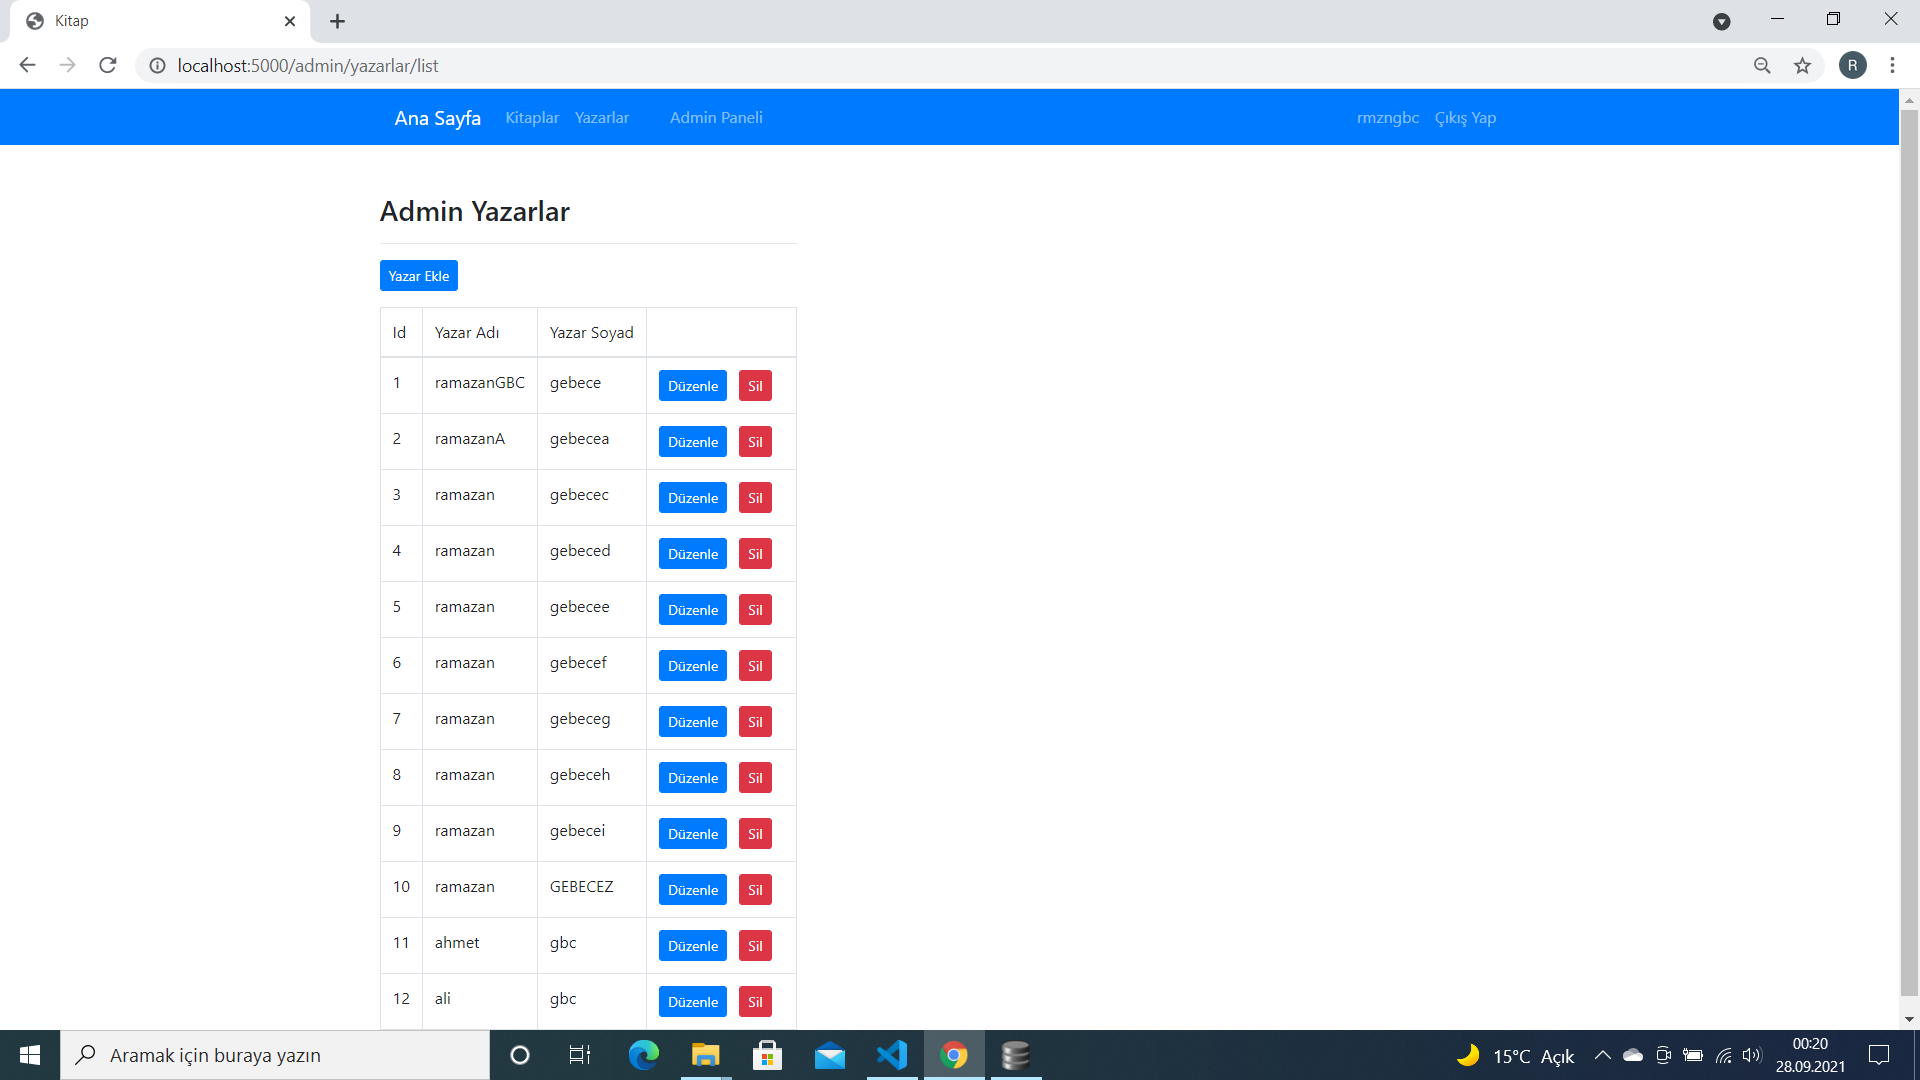 Kitap
localhost:5000/admin/yazarlar/list
R
Ana Sayfa Kitaplar Yazarlar Admin Paneli rmzngbc Çıkış Yap
Admin Yazarlar
Yazar Ekle
Id Yazar Adı Yazar Soyad
1 ramazanGBC gebece Düzenle Sil
2 ramazanA gebecea Düzenle Sil
3 ramazan gebecec Düzenle Sil
4 ramazan gebeced Düzenle Sil
5 ramazan gebecee Düzenle Sil
6 ramazan gebecef Düzenle Sil
7 ramazan gebeceg Düzenle Sil
8 ramazan gebeceh Düzenle Sil
9 ramazan gebecei Düzenle Sil
10 ramazan GEBECEZ Düzenle Sil
11 ahmet gbc Düzenle Sil
12 ali gbc Düzenle Sil
Aramak için buraya yazın
15°C Açık
00:20
28.09.2021